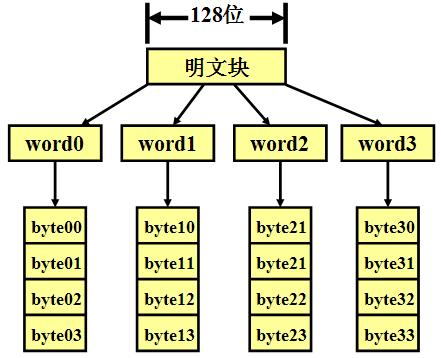 128位
明文块
word0 word1 word2 word3
byte00 byte10 byte21 byte30
byte01 byte11 byte21 byte31
byte02 byte12 byte22 byte32
byte03 byte13 byte23 byte33